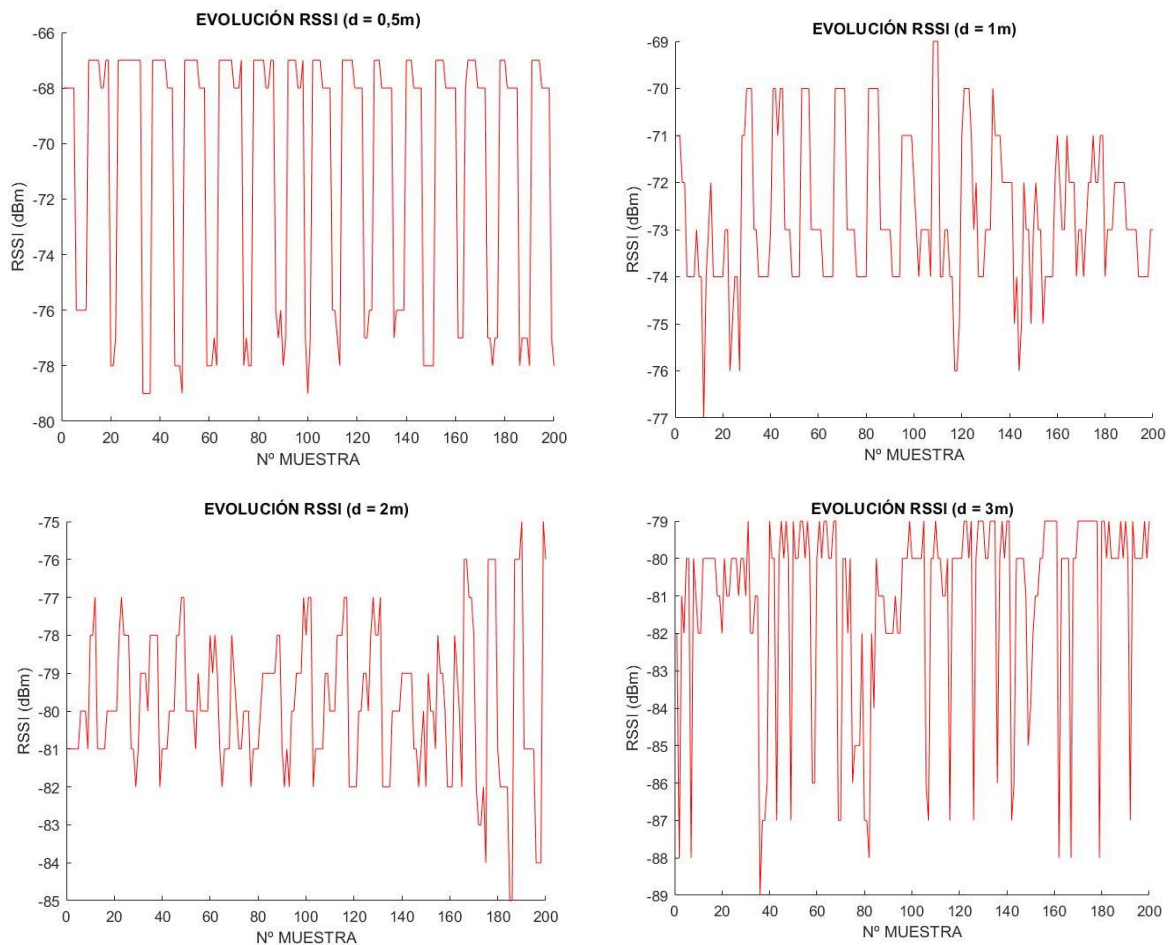 EVOLUCIÓN RSSI (d = 0,5m)
-66
-68
-70
-72
-74
-76
-78
-80
RSSI (dBm)
0 20 40 60 80 100 120 140 160 180 200
Nº MUESTRA
EVOLUCIÓN RSSI (d = 1m)
-69
-70
-71
-72
-73
-74
-75
-76
-77
RSSI (dBm)
0 20 40 60 80 100 120 140 160 180 200
Nº MUESTRA
EVOLUCIÓN RSSI (d = 2m)
-75
-76
-77
-78
-79
-80
-81
-82
-83
-84
-85
RSSI (dBm)
0 20 40 60 80 100 120 140 160 180 200
Nº MUESTRA
EVOLUCIÓN RSSI (d = 3m)
-79
-80
-81
-82
-83
-84
-85
-86
-87
-88
-89
RSSI (dBm)
0 20 40 60 80 100 120 140 160 180 200
Nº MUESTRA